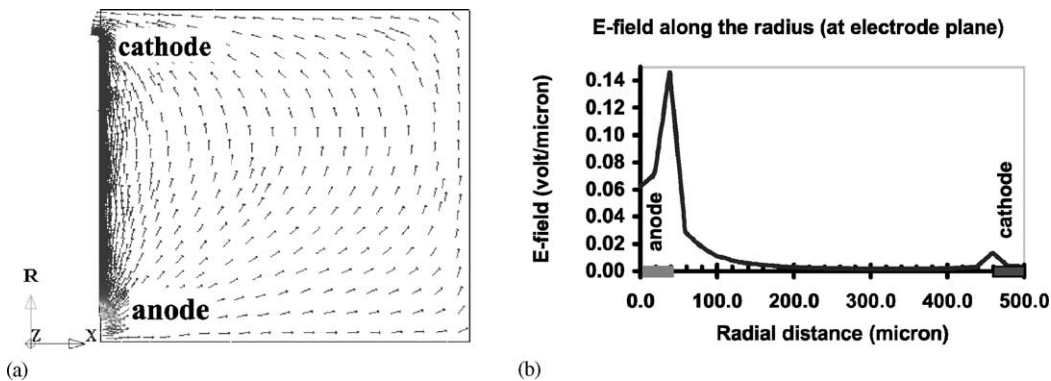 cathode
anode
R
Z
X
(a)
E-field along the radius (at electrode plane)
E-field (volt/micron)
0.14
0.12
0.10
0.08
0.06
0.04
0.02
0.00
anode
cathode
0.0 100.0 200.0 300.0 400.0 500.0
Radial distance (micron)
(b)